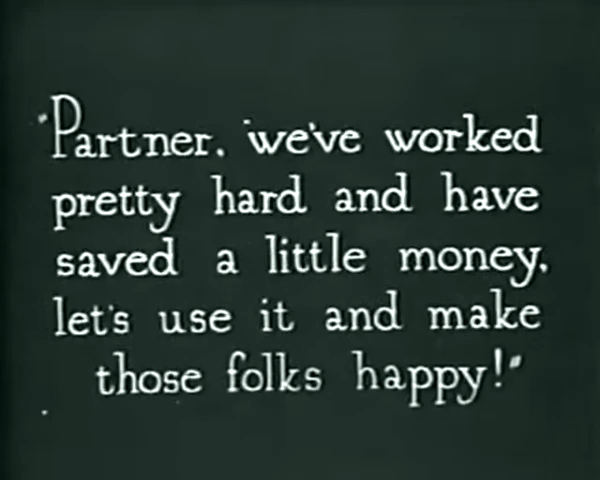 "Partner, we've worked
pretty hard and have
saved a little money,
let's use it and make
those folks happy!"